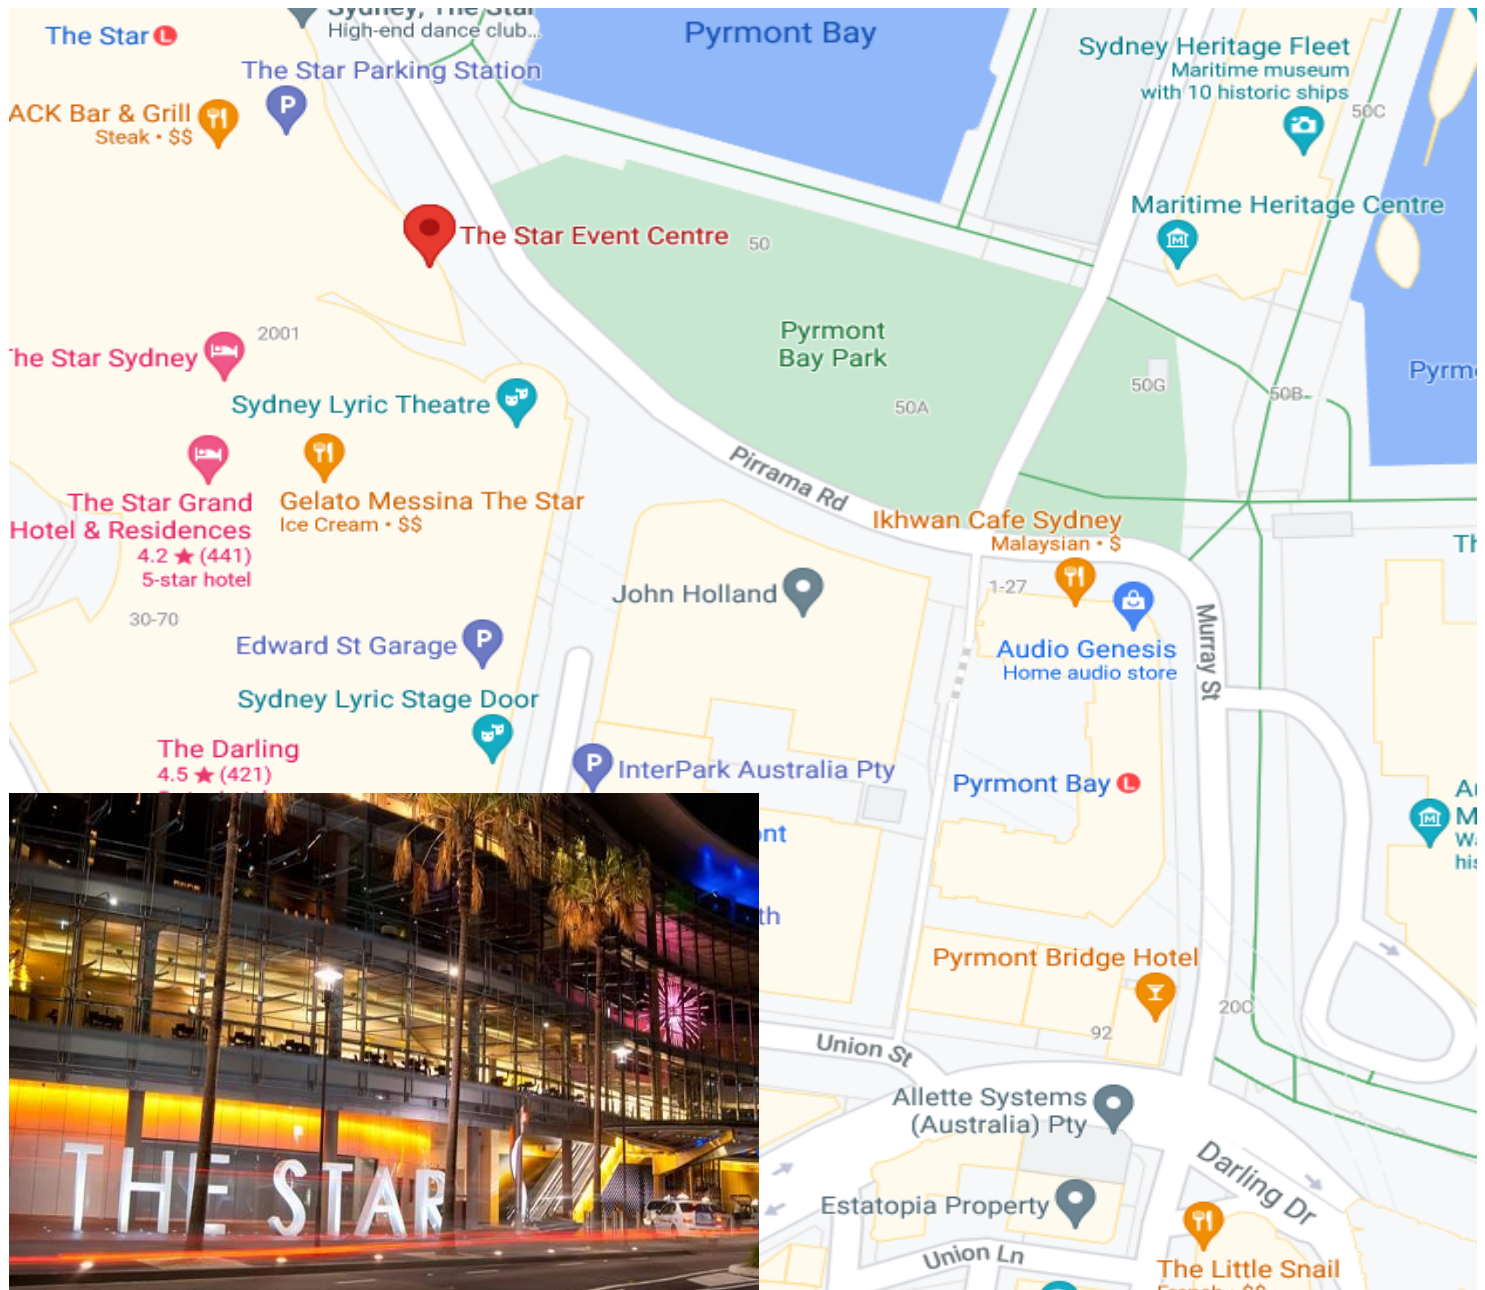 Sydney, The Star
High-end dance club...
The Star L
The Star Parking Station
P
ACK Bar & Grill
Steak • $$
Pyrmont Bay
Sydney Heritage Fleet
Maritime museum
with 10 historic ships
50C
Maritime Heritage Centre
M
The Star Event Centre
50
2001
The Star Sydney
Pyrmont
Bay Park
50G
50B
Pyrm
50A
Sydney Lyric Theatre
The Star Grand
Hotel & Residences
4.2 ★ (441)
5-star hotel
Gelato Messina The Star
Ice Cream • $$
Pirrama Rd
Ikhwan Cafe Sydney
Malaysian • $
1-27
Th
John Holland
30-70
Edward St Garage
P
Audio Genesis
Home audio store
Murray St
Sydney Lyric Stage Door
The Darling
4.5 ★ (421)
P
InterPark Australia Pty
Pyrmont Bay L
M
Au
M
Wa
his
nt
th
Pyrmont Bridge Hotel
92
200
Union St
Allette Systems
(Australia) Pty
Darling Dr
Estatopia Property
Union Ln
The Little Snail
French • $$
THE STAR